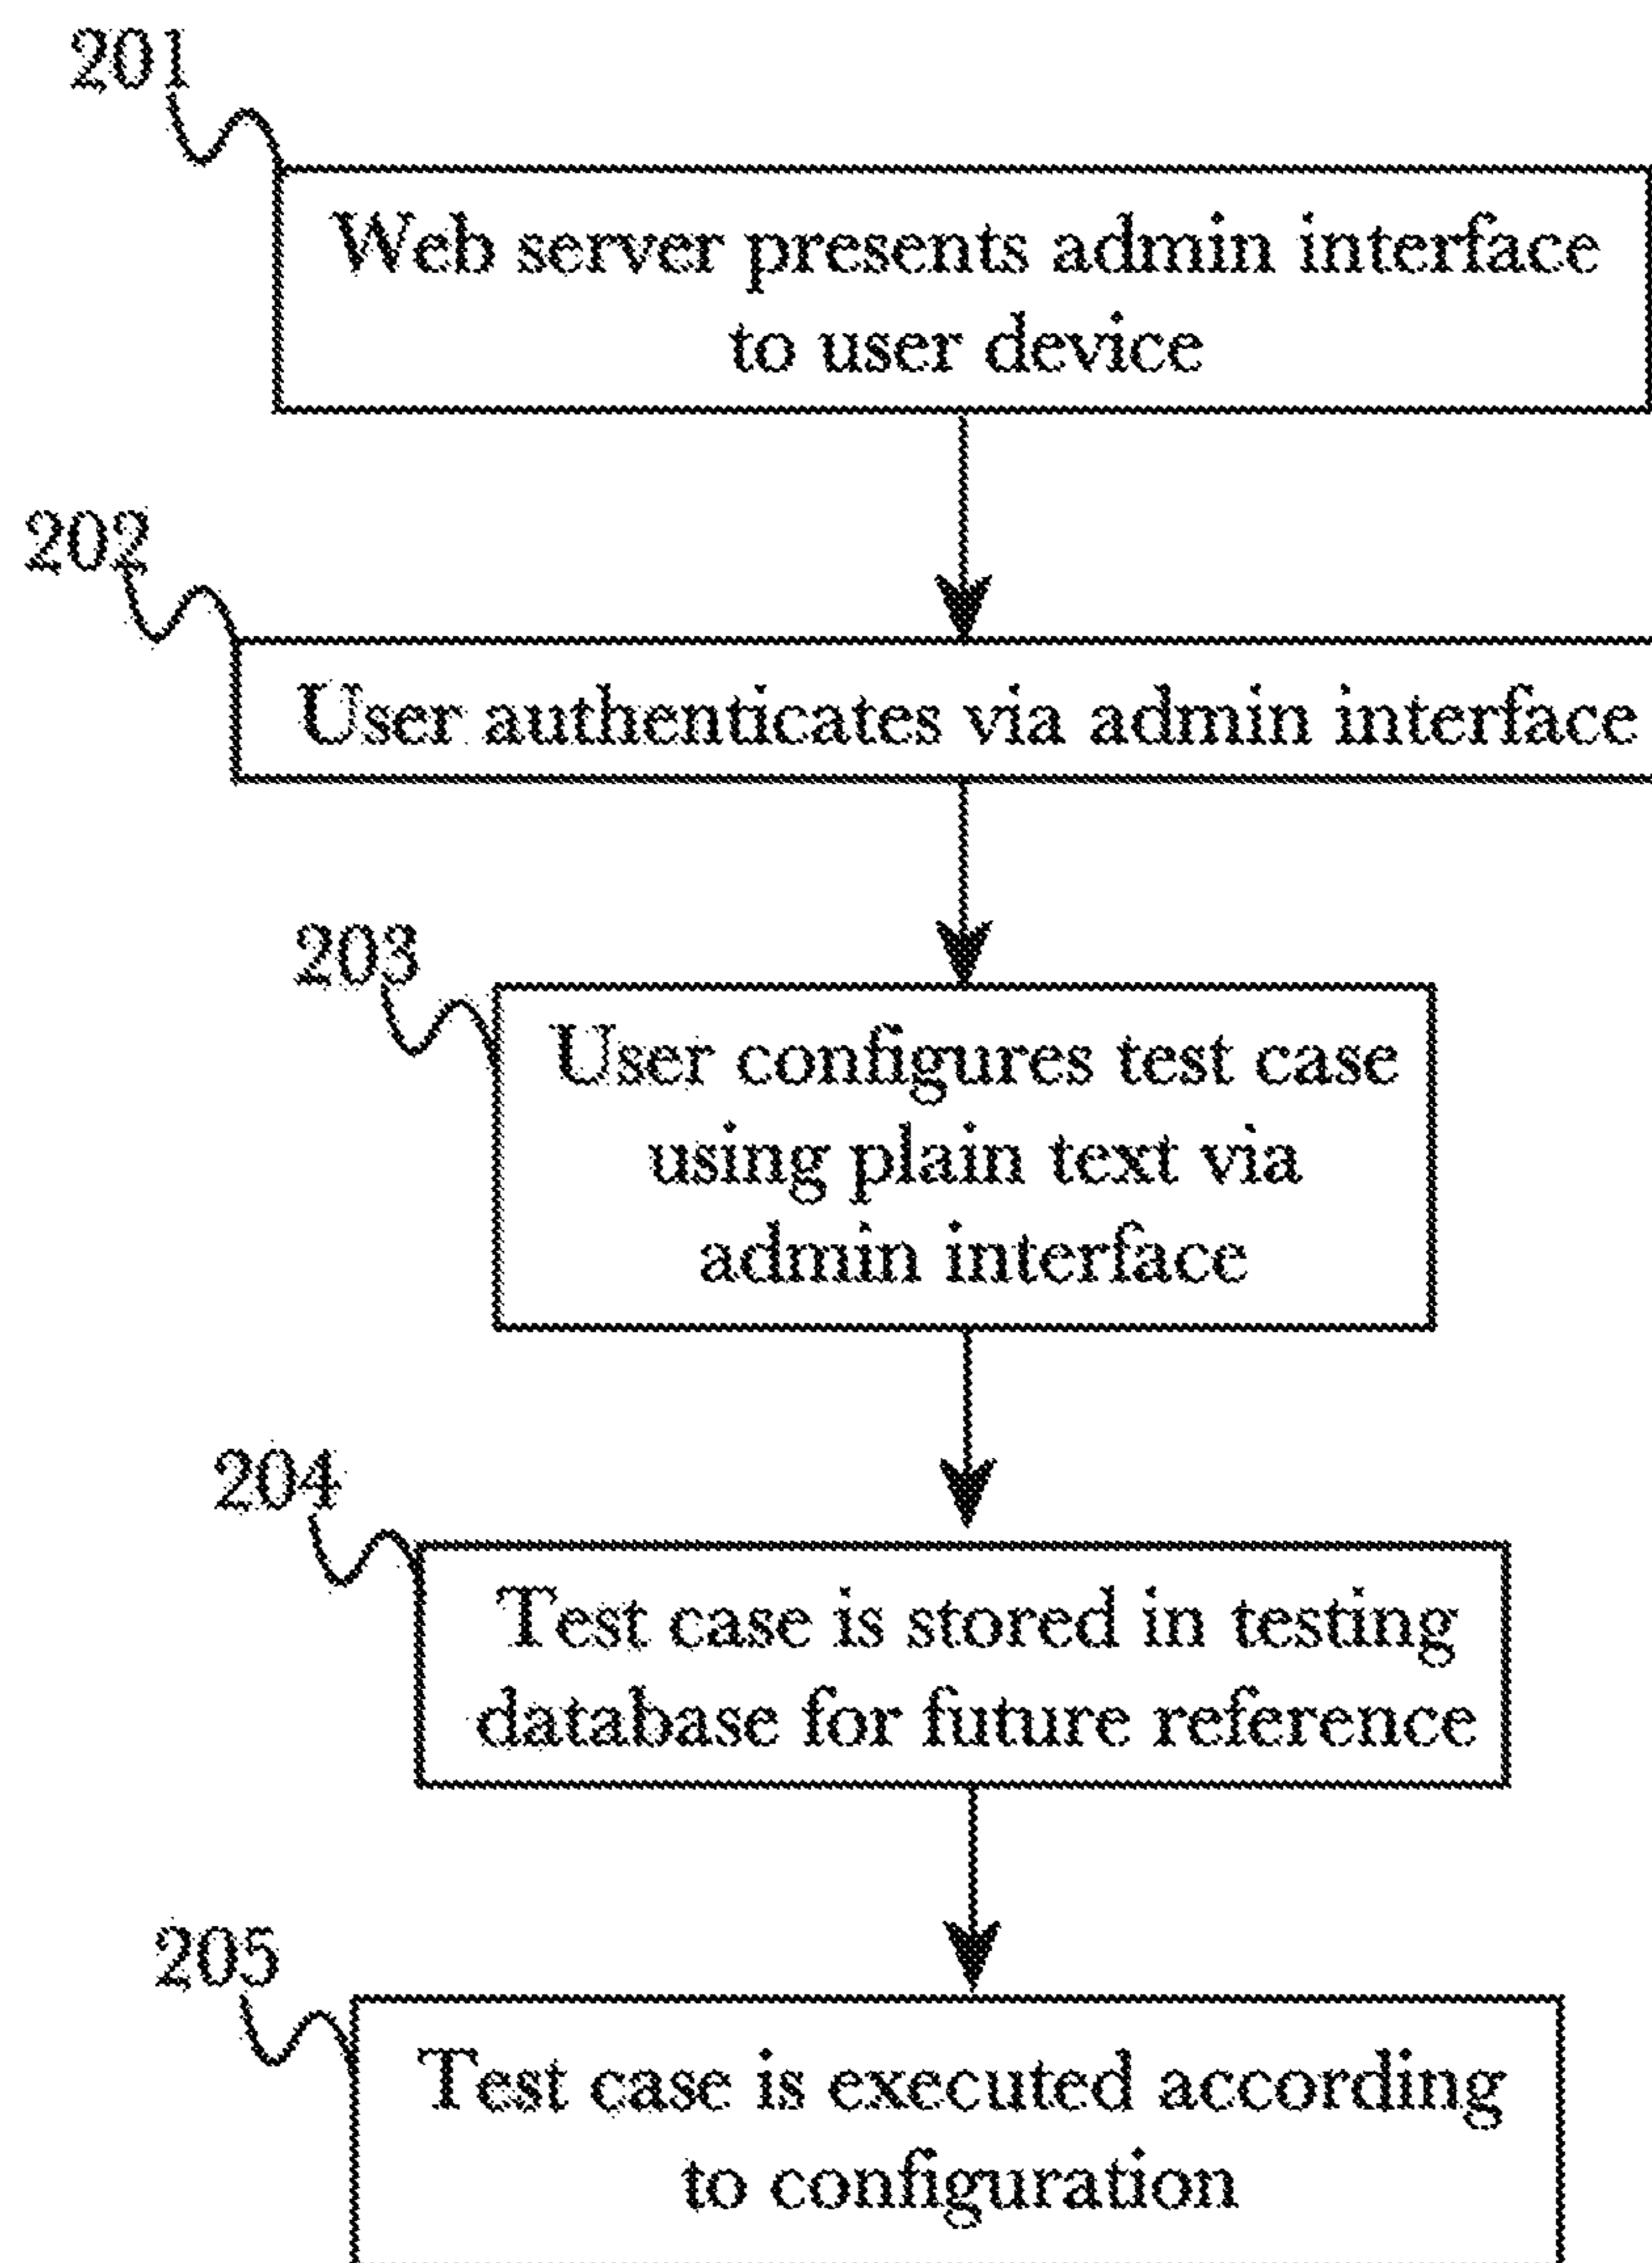 201
Web server presents admin interface
to user device
202
User authenticates via admin interface
203
User configures test case
using plain text via
admin interface
204
Test case is stored in testing
database for future reference
205
Test case is executed according
to configuration